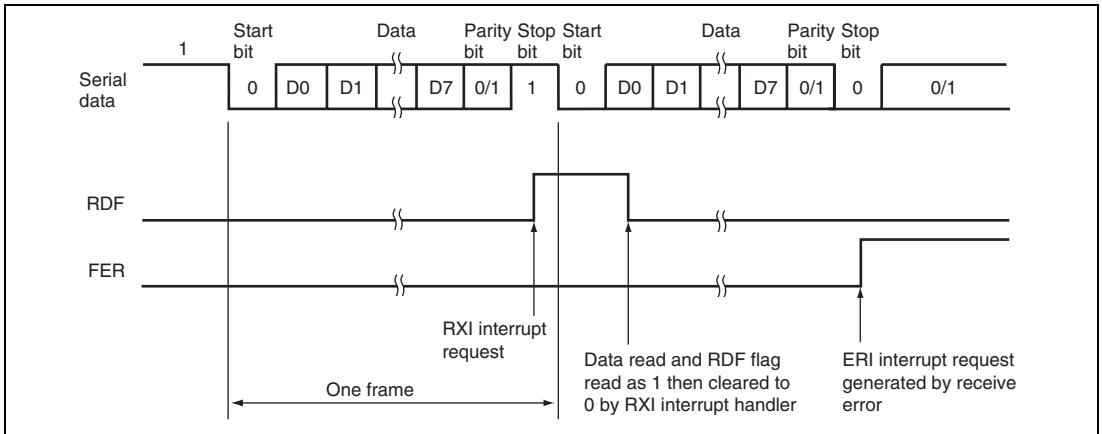 Start bit Data Parity bit Stop bit Start bit Data Parity bit Stop bit
1
Serial data
0 D0 D1 D7 0/1 1 0 D0 D1 D7 0/1 0 0/1
RDF
FER
RXI interrupt
request
Data read and RDF flag
read as 1 then cleared to
0 by RXI interrupt handler
ERI interrupt request
generated by receive
error
One frame